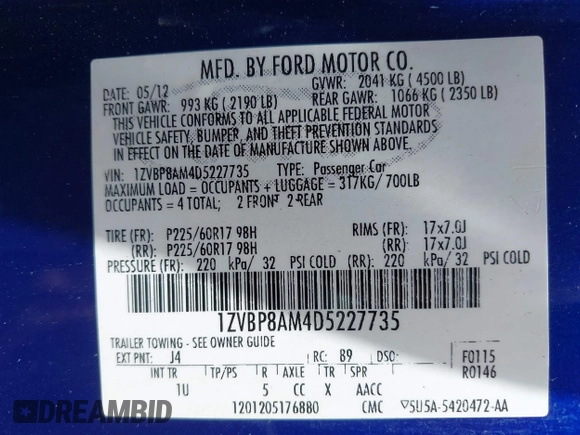 MFD. BY FORD MOTOR CO.
DATE: 05/12 GVWR: 2041 KG (4500 LB)
FRONT GAWR: 993 KG (2190 LB) REAR GAWR: 1066 KG (2350 LB)
THIS VEHICLE CONFORMS TO ALL APPLICABLE FEDERAL MOTOR
VEHICLE SAFETY, BUMPER, AND THEFT PREVENTION STANDARDS
IN EFFECT ON THE DATE OF MANUFACTURE SHOWN ABOVE.
VIN: 1ZVBP8AM4D5227735 TYPE: Passenger Car
MAXIMUM LOAD = OCCUPANTS + LUGGAGE = 317KG/700LB
OCCUPANTS = 4 TOTAL; 2 FRONT 2 REAR
TIRE (FR): P225/60R17 98H RIMS (FR): 17x7.0J
(RR): P225/60R17 98H (RR): 17x7.0J
PRESSURE (FR): 220 kPa/ 32 PSI COLD (RR): 220 kPa/ 32 PSI COLD
1ZVBP8AM4D5227735
TRAILER TOWING - SEE OWNER GUIDE
EXT PNT: J4 RC: 89 DSO: F0115
INT TR TP/PS R AXLE TR SPR R0146
1U 5 CC X AACC
12012051768B0 CMC ▽5U5A-5420472-AA
RideSafely